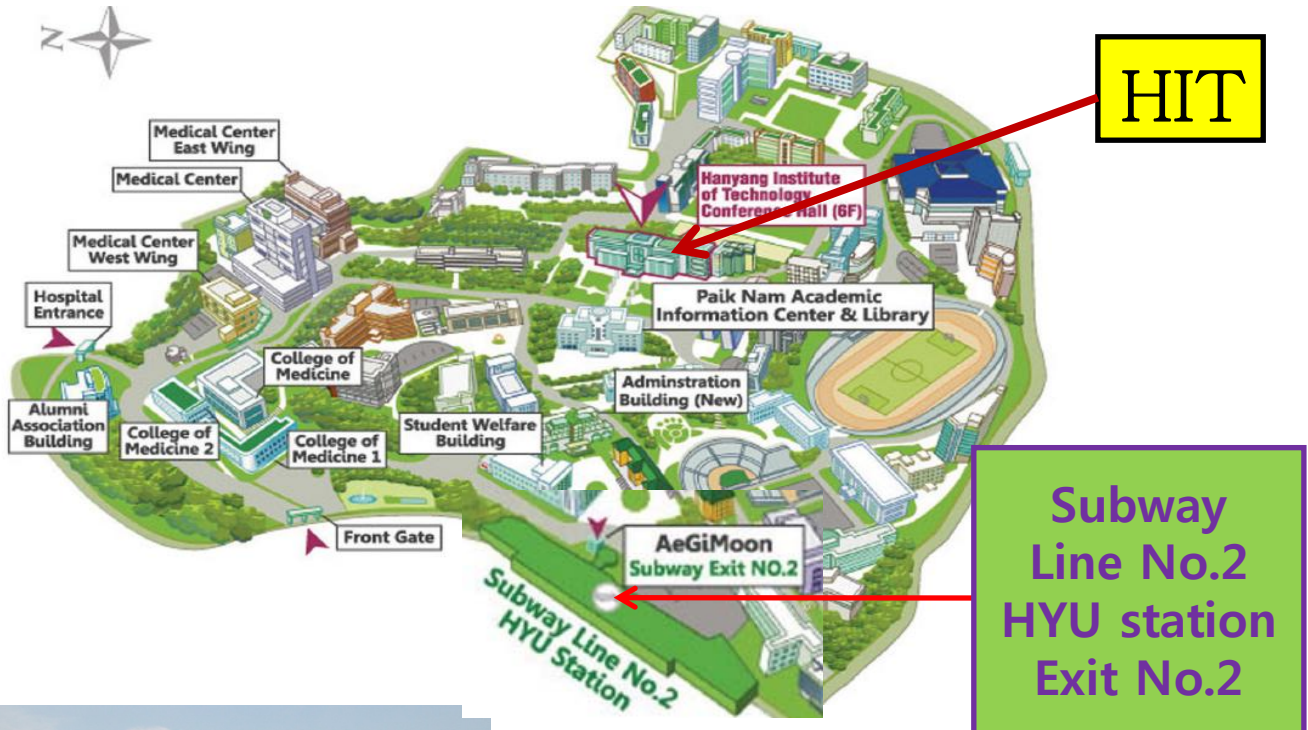 N
HIT
Medical Center
East Wing
Medical Center
Hanyang Institute
of Technology
Conference Hall (6F)
Medical Center
West Wing
Hospital
Entrance
Paik Nam Academic
Information Center & Library
College of
Medicine
Adminstration
Building (New)
Alumni
Association
Building
College of
Medicine 2
College of
Medicine 1
Student Welfare
Building
Front Gate
AeGiMoon
Subway Exit NO.2
Subway Line No.2
HYU Station
Subway
Line No.2
HYU station
Exit No.2